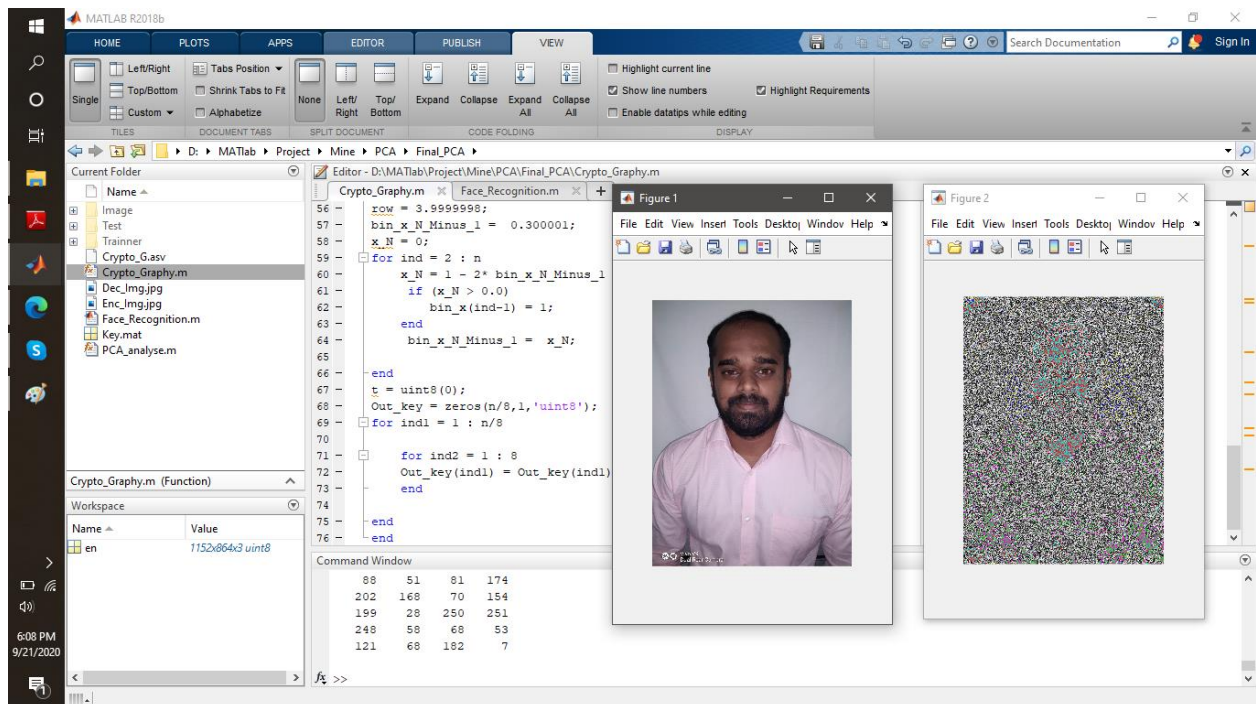 MATLAB R2018b
HOME PLOTS APPS EDITOR PUBLISH VIEW
Search Documentation
Sign In
Single
Left/Right
Top/Bottom
Custom
TILES
Tabs Position
Shrink Tabs to Fit
Alphabetize
DOCUMENT TABS
None
Left/Right
Top/Bottom
SPLIT DOCUMENT
Expand
Collapse
Expand All
Collapse All
CODE FOLDING
Highlight current line
Show line numbers
Enable datatips while editing
Highlight Requirements
DISPLAY
D: MATlab Project Mine PCA Final_PCA
Current Folder
Name
Image
Test
Trainner
Crypto_G.asv
Crypto_Graphy.m
Dec_Img.jpg
Enc_Img.jpg
Face_Recognition.m
Key.mat
PCA_analyse.m
Crypto_Graphy.m (Function)
Workspace
Name Value
en 1152x864x3 uint8
Editor - D:\MATlab\Project\Mine\PCA\Final_PCA\Crypto_Graphy.m
Crypto_Graphy.m Face_Recognition.m +
56 - row = 3.9999998;
57 - bin_x_N_Minus_1 = 0.300001;
58 - x_N = 0;
59 - for ind = 2 : n
60 - x_N = 1 - 2* bin_x_N_Minus_1
61 - if (x_N > 0.0)
62 - bin_x(ind-1) = 1;
63 - end
64 - bin_x_N_Minus_1 = x_N;
65
66 - end
67 - t = uint8(0);
68 - Out_key = zeros(n/8,1,'uint8');
69 - for ind1 = 1 : n/8
70
71 - for ind2 = 1 : 8
72 - Out_key(ind1) = Out_key(ind1)
73 - end
74
75 - end
76 - end
Command Window
88 51 81 174
202 168 70 154
199 28 250 251
248 58 68 53
121 68 182 7
fx >>
Figure 1
File Edit View Insert Tools Desktop Window Help
Figure 2
File Edit View Insert Tools Desktop Window Help
6:08 PM
9/21/2020
1